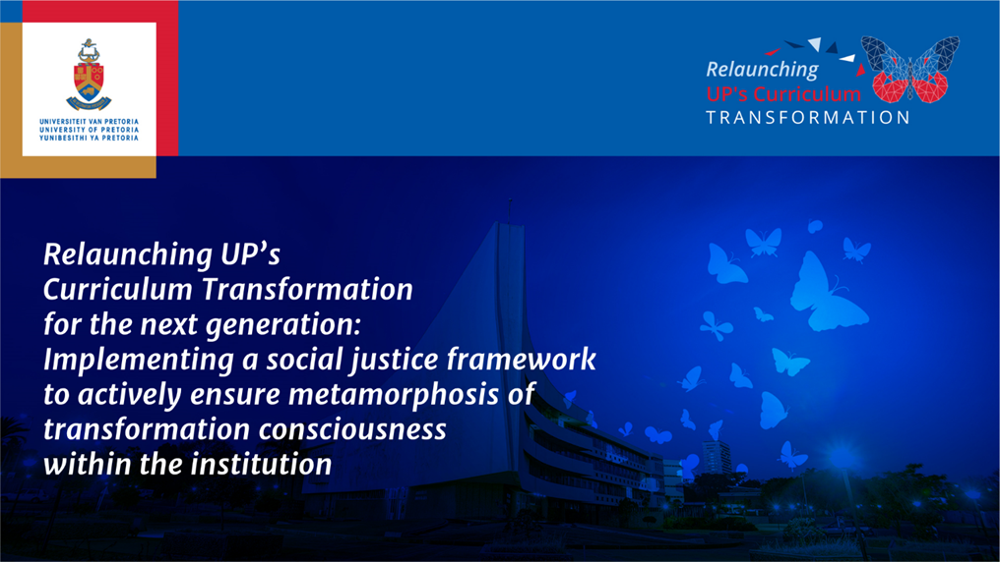 UNIVERSITEIT VAN PRETORIA
UNIVERSITY OF PRETORIA
YUNIBESITHI YA PRETORIA
Relaunching
UP's Curriculum
TRANSFORMATION
Relaunching UP’s
Curriculum Transformation
for the next generation:
Implementing a social justice framework
to actively ensure metamorphosis of
transformation consciousness
within the institution